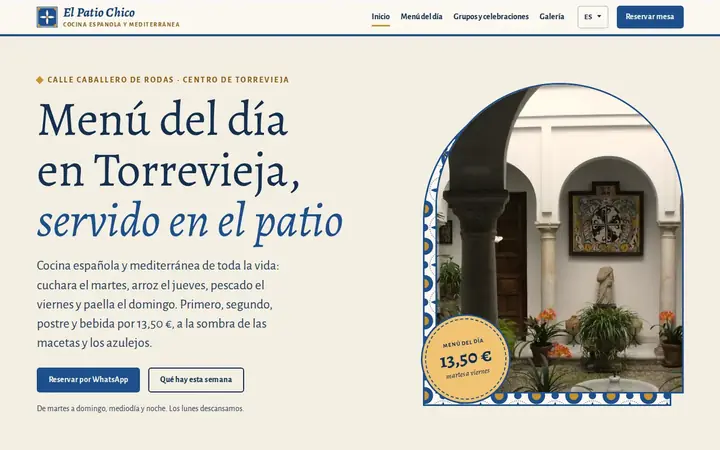 El Patio Chico
COCINA ESPAÑOLA Y MEDITERRÁNEA
Inicio
Menú del día
Grupos y celebraciones
Galería
ES
Reservar mesa
CALLE CABALLERO DE RODAS · CENTRO DE TORREVIEJA
Menú del día
en Torrevieja,
servido en el patio
Cocina española y mediterránea de toda la vida:
cuchara el martes, arroz el jueves, pescado el
viernes y paella el domingo. Primero, segundo,
postre y bebida por 13,50 €, a la sombra de las
macetas y los azulejos.
Reservar por WhatsApp
Qué hay esta semana
De martes a domingo, mediodía y noche. Los lunes descansamos.
MENÚ DEL DÍA
13,50 €
martes a viernes